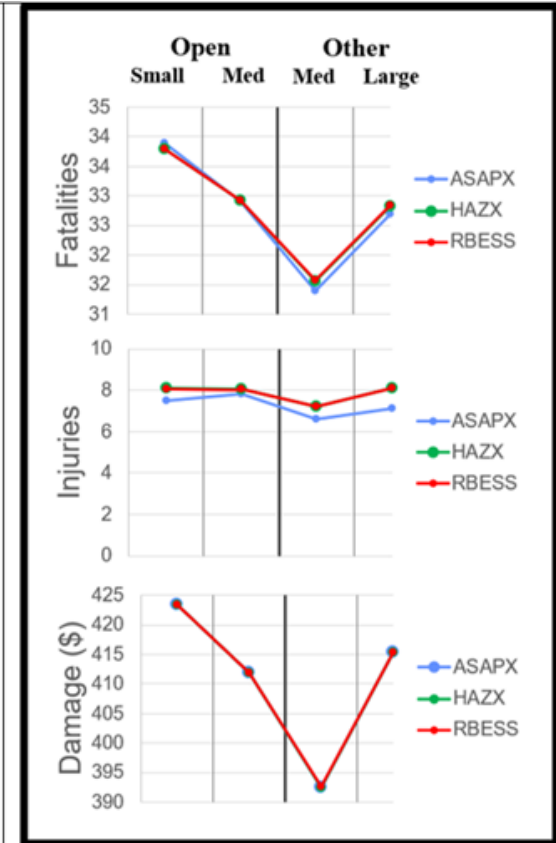 Open Other
Small Med Med Large
Fatalities
35
34
34
33
33
32
32
31
ASAPX
HAZX
RBESS
Injuries
10
8
6
4
2
0
ASAPX
HAZX
RBESS
Damage ($)
425
420
415
410
405
400
395
390
ASAPX
HAZX
RBESS